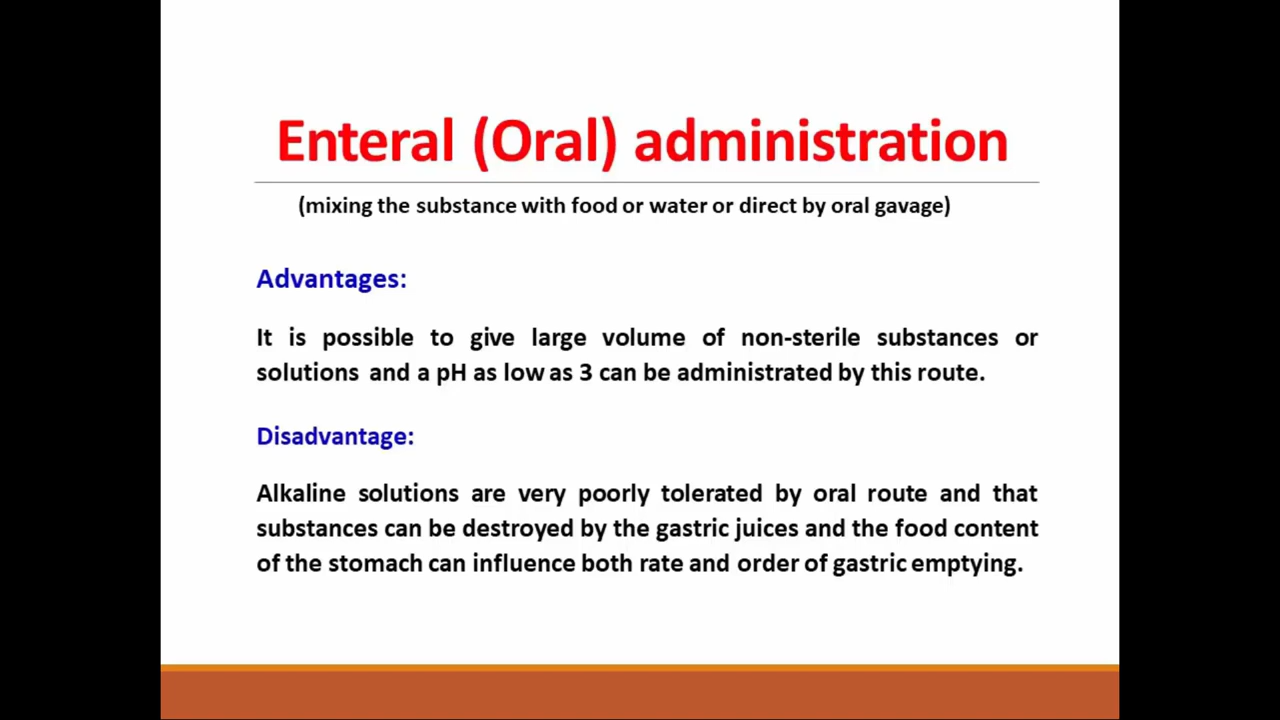 Enteral (Oral) administration
(mixing the substance with food or water or direct by oral gavage)
Advantages:
It is possible to give large volume of non-sterile substances or
solutions and a pH as low as 3 can be administrated by this route.
Disadvantage:
Alkaline solutions are very poorly tolerated by oral route and that
substances can be destroyed by the gastric juices and the food content
of the stomach can influence both rate and order of gastric emptying.